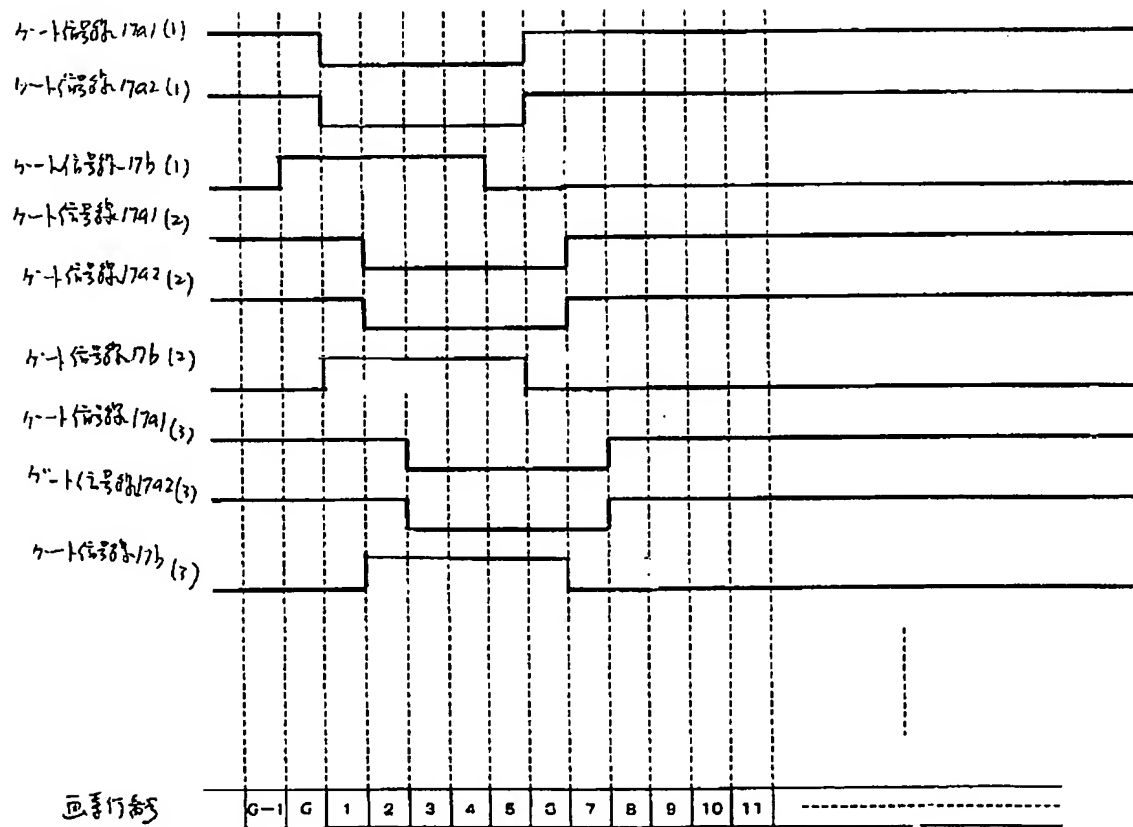 ゲート信号線17a1(1)
ゲート信号線17a2(1)
ゲート信号線17b(1)
ゲート信号線17a1(2)
ゲート信号線17a2(2)
ゲート信号線17b(2)
ゲート信号線17a1(3)
ゲート信号線17a2(3)
ゲート信号線17b(3)
画素行番号 G-1 G 1 2 3 4 5 6 7 8 9 10 11